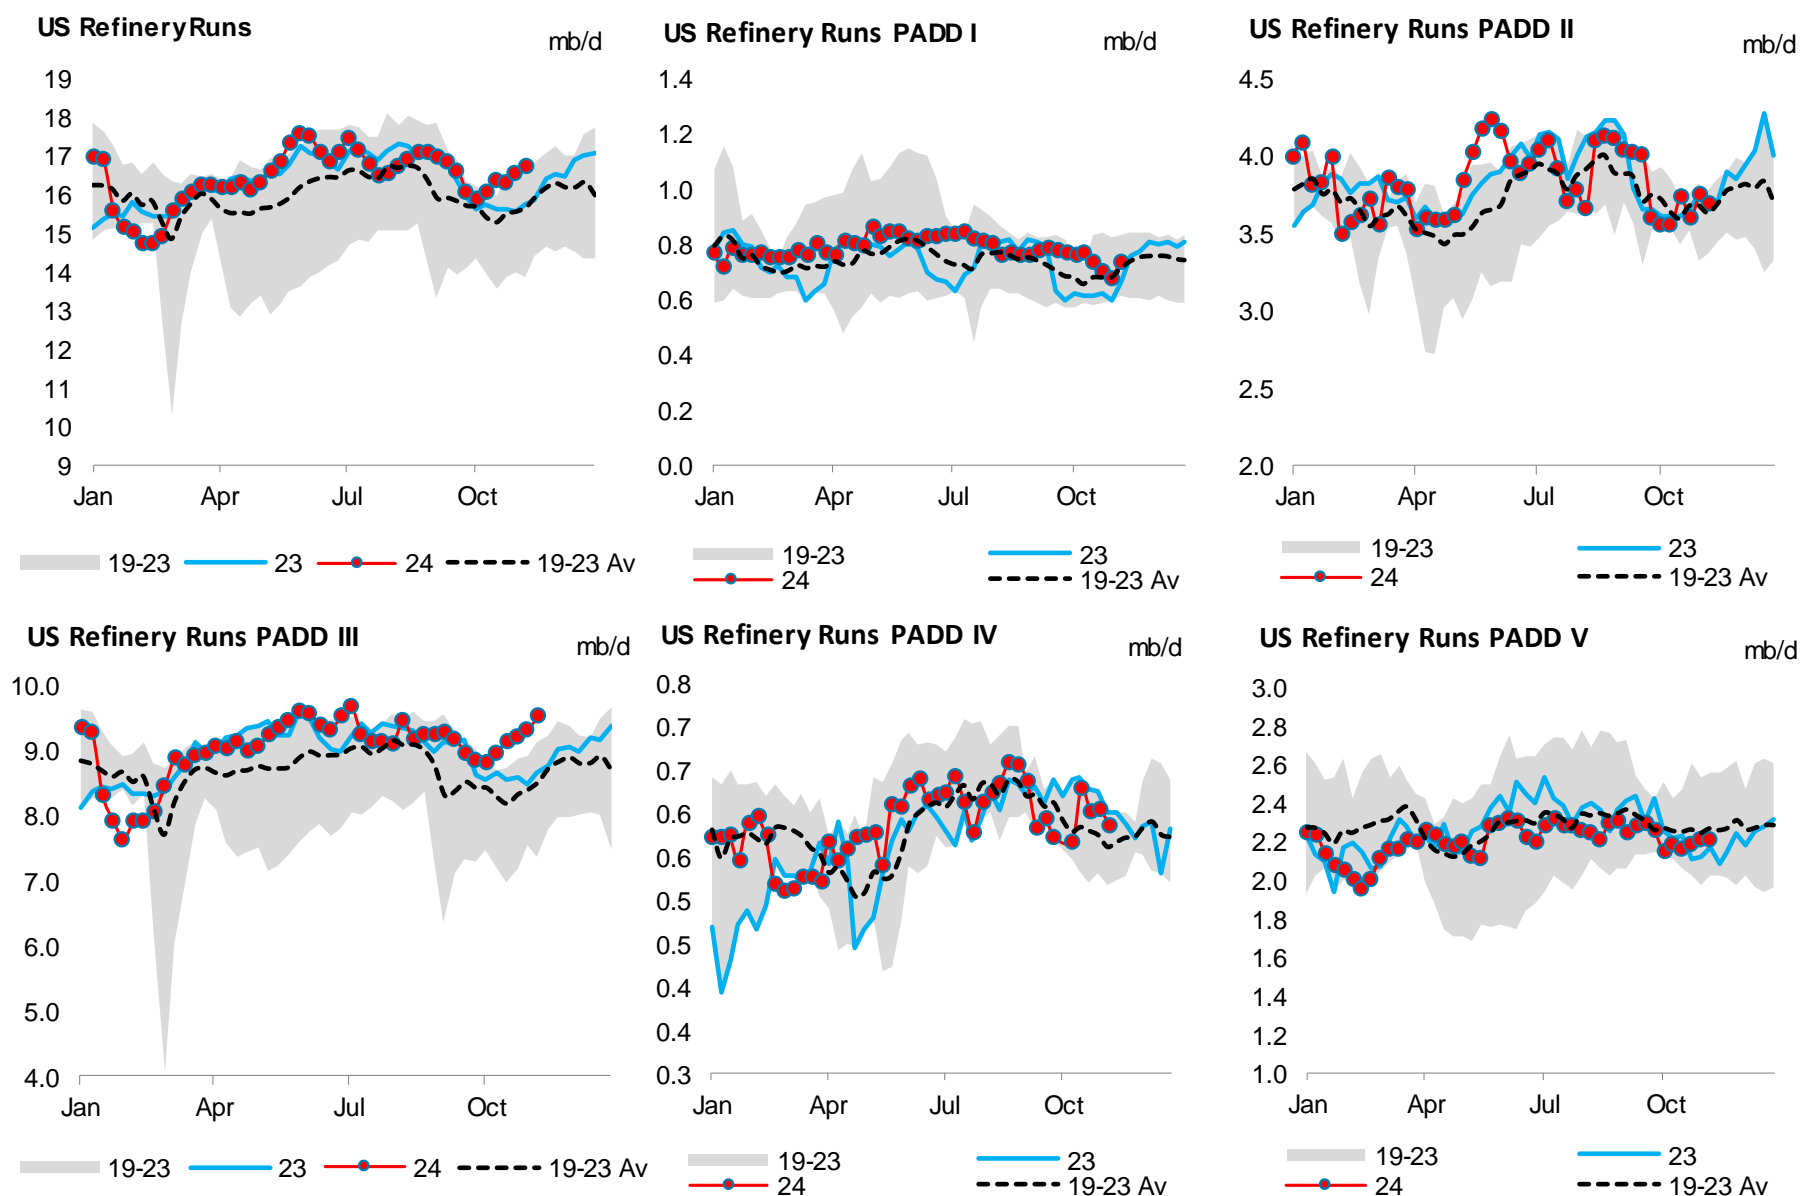 US Refinery Runs
mb/d
19
18
17
16
15
14
13
12
11
10
9
Jan Apr Jul Oct
19-23 23 24 19-23 Av
US Refinery Runs PADD I
mb/d
1.4
1.2
1.0
0.8
0.6
0.4
0.2
0.0
Jan Apr Jul Oct
19-23 23
24 19-23 Av
US Refinery Runs PADD II
mb/d
4.5
4.0
3.5
3.0
2.5
2.0
Jan Apr Jul Oct
19-23 23
24 19-23 Av
US Refinery Runs PADD III
mb/d
10.0
9.0
8.0
7.0
6.0
5.0
4.0
Jan Apr Jul Oct
19-23 23 24 19-23 Av
US Refinery Runs PADD IV
mb/d
0.8
0.7
0.7
0.6
0.6
0.5
0.5
0.4
0.4
0.3
Jan Apr Jul Oct
19-23 23
24 19-23 Av
US Refinery Runs PADD V
mb/d
3.0
2.8
2.6
2.4
2.2
2.0
1.8
1.6
1.4
1.2
1.0
Jan Apr Jul Oct
19-23 23
24 19-23 Av